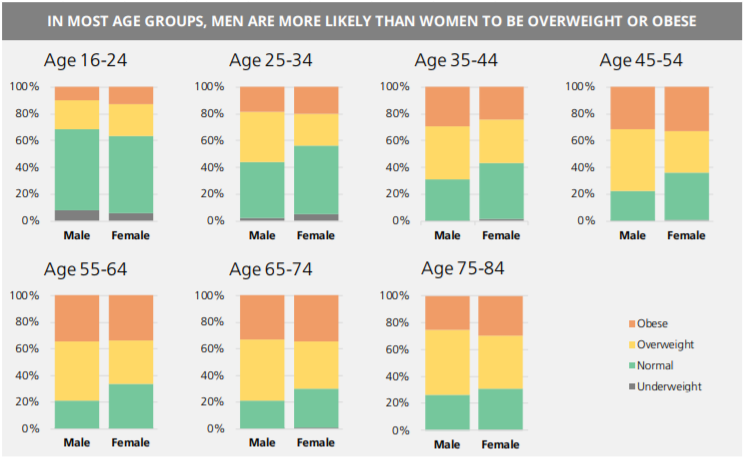 IN MOST AGE GROUPS, MEN ARE MORE LIKELY THAN WOMEN TO BE OVERWEIGHT OR OBESE
Age 16-24
100%
80%
60%
40%
20%
0%
Male Female
Age 25-34
100%
80%
60%
40%
20%
0%
Male Female
Age 35-44
100%
80%
60%
40%
20%
0%
Male Female
Age 45-54
100%
80%
60%
40%
20%
0%
Male Female
Age 55-64
100%
80%
60%
40%
20%
0%
Male Female
Age 65-74
100%
80%
60%
40%
20%
0%
Male Female
Age 75-84
100%
80%
60%
40%
20%
0%
Male Female
Obese
Overweight
Normal
Underweight